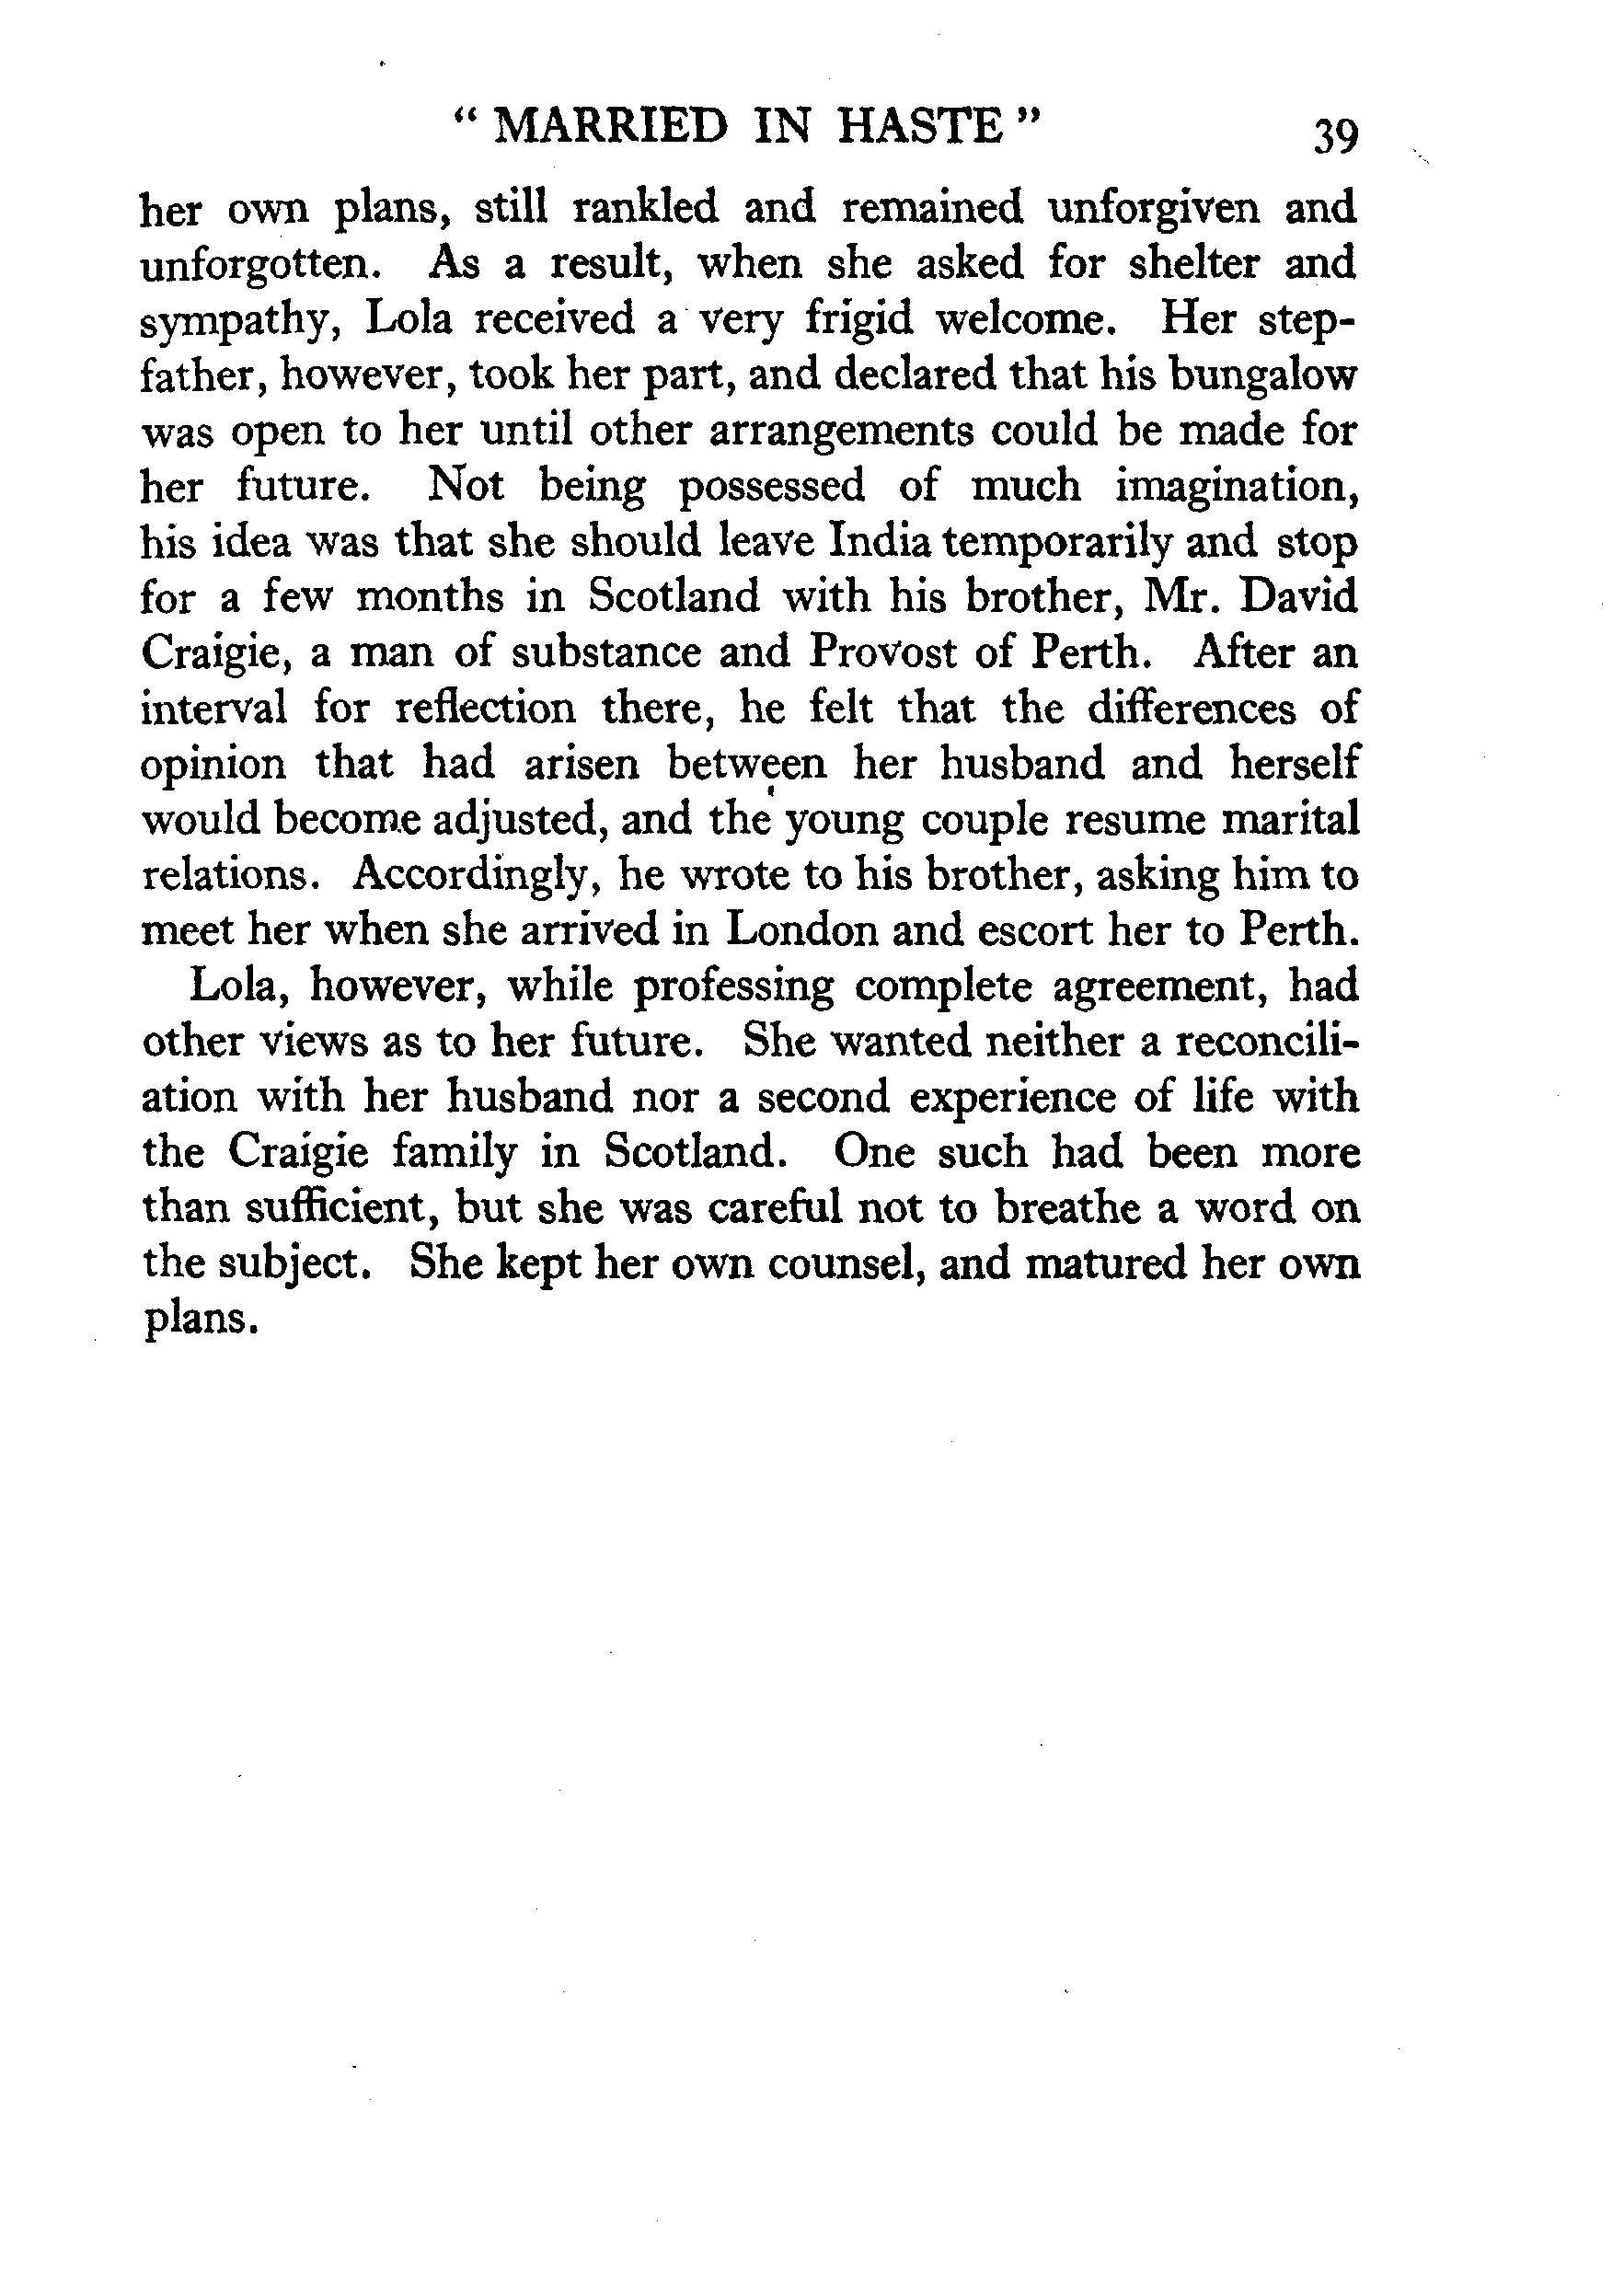 " MARRIED IN HASTE " 39
her own plans, still rankled and remained unforgiven and
unforgotten. As a result, when she asked for shelter and
sympathy, Lola received a very frigid welcome. Her step-
father, however, took her part, and declared that his bungalow
was open to her until other arrangements could be made for
her future. Not being possessed of much imagination,
his idea was that she should leave India temporarily and stop
for a few months in Scotland with his brother, Mr. David
Craigie, a man of substance and Provost of Perth. After an
interval for reflection there, he felt that the differences of
opinion that had arisen between her husband and herself
would become adjusted, and the young couple resume marital
relations. Accordingly, he wrote to his brother, asking him to
meet her when she arrived in London and escort her to Perth.
Lola, however, while professing complete agreement, had
other views as to her future. She wanted neither a reconcili-
ation with her husband nor a second experience of life with
the Craigie family in Scotland. One such had been more
than sufficient, but she was careful not to breathe a word on
the subject. She kept her own counsel, and matured her own
plans.